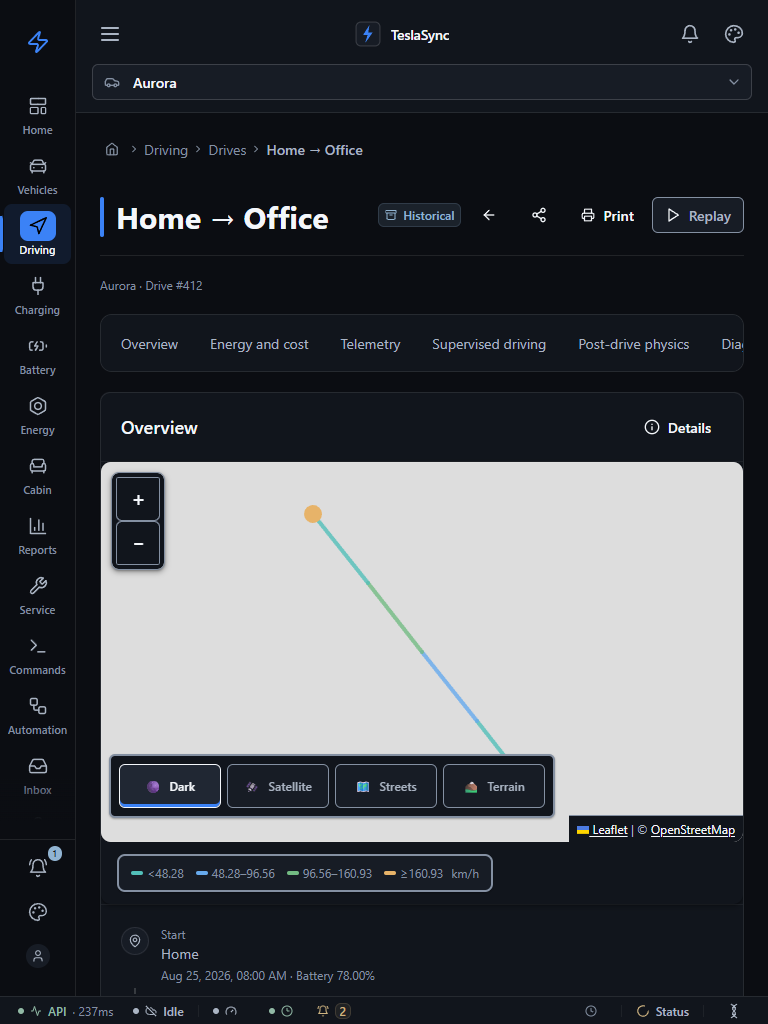 TeslaSync
Aurora
Home
Vehicles
Driving
Charging
Battery
Energy
Cabin
Reports
Service
Commands
Automation
Inbox
1
Driving > Drives > Home → Office
Home → Office
Historical
Print
Replay
Aurora · Drive #412
Overview
Energy and cost
Telemetry
Supervised driving
Post-drive physics
Overview
Details
+
−
Dark
Satellite
Streets
Terrain
Leaflet | © OpenStreetMap
<48.28
48.28–96.56
96.56–160.93
≥160.93 km/h
Start
Home
Aug 25, 2026, 08:00 AM · Battery 78.00%
API · 237ms
Idle
2
Status